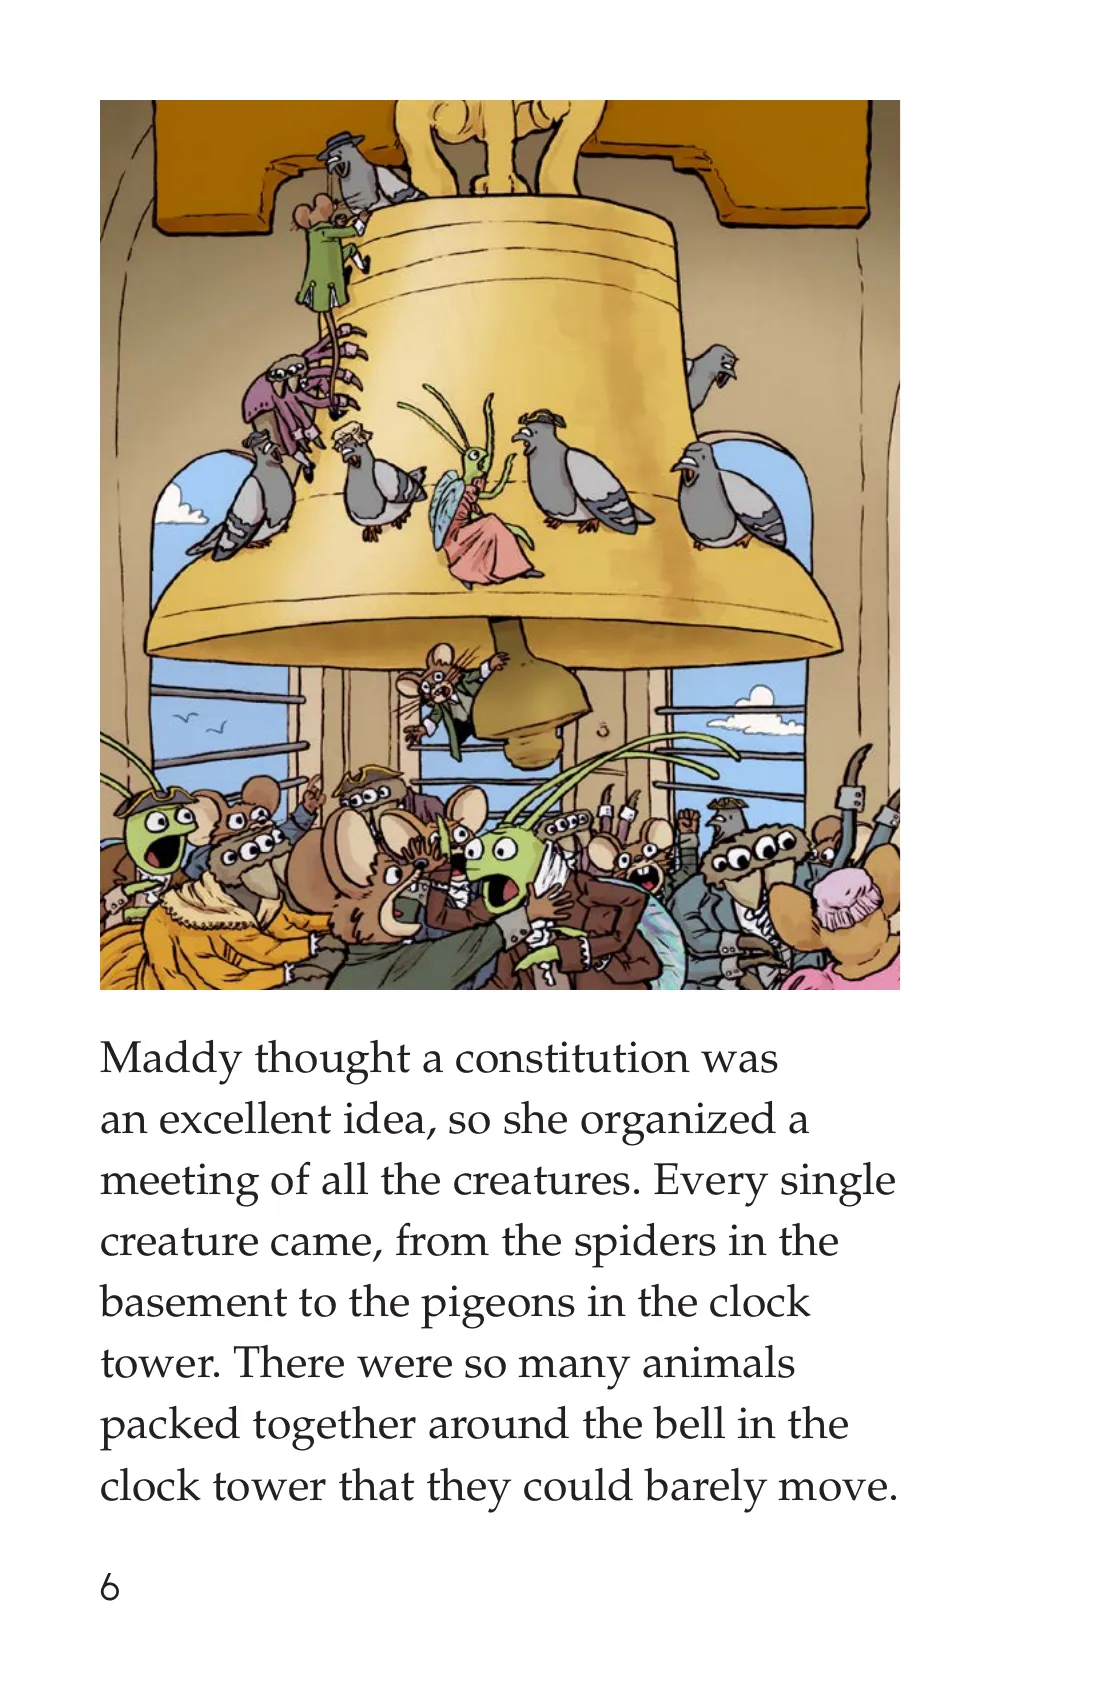 Maddy thought a constitution was
an excellent idea, so she organized a
meeting of all the creatures. Every single
creature came, from the spiders in the
basement to the pigeons in the clock
tower. There were so many animals
packed together around the bell in the
clock tower that they could barely move.
6